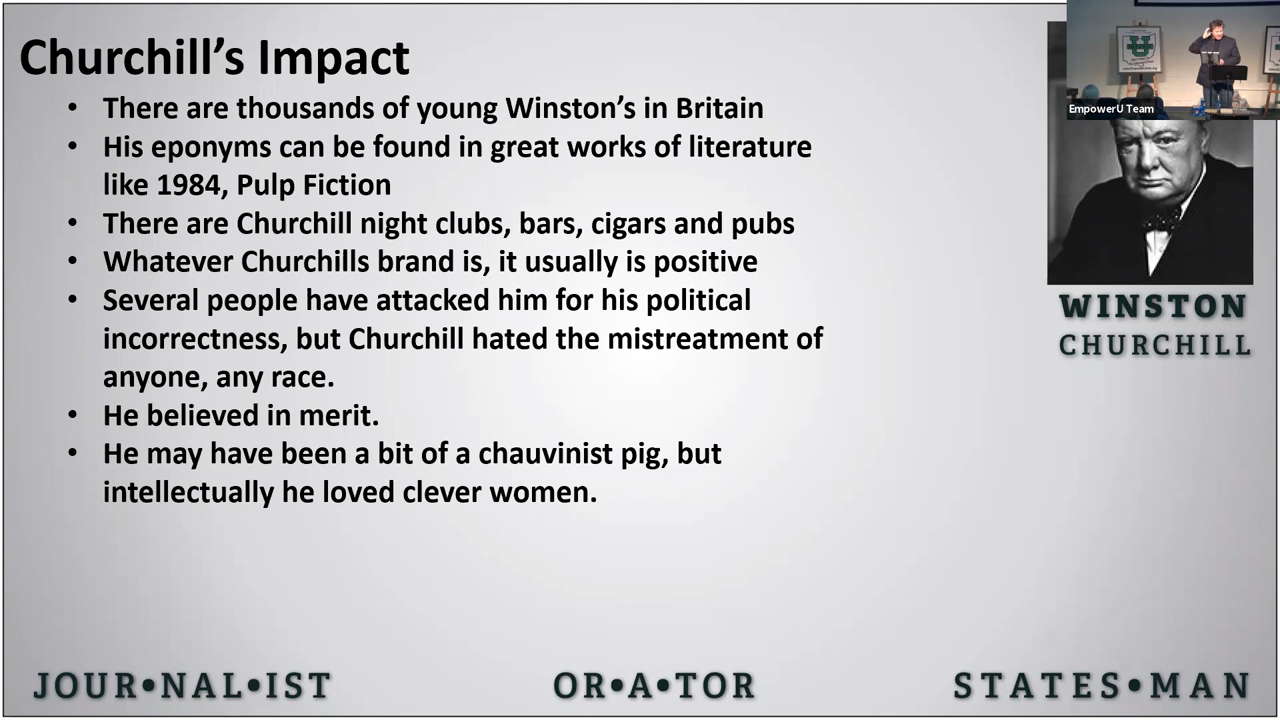 Churchill’s Impact
• There are thousands of young Winston’s in Britain
• His eponyms can be found in great works of literature
like 1984, Pulp Fiction
• There are Churchill night clubs, bars, cigars and pubs
• Whatever Churchills brand is, it usually is positive
• Several people have attacked him for his political
incorrectness, but Churchill hated the mistreatment of
anyone, any race.
• He believed in merit.
• He may have been a bit of a chauvinist pig, but
intellectually he loved clever women.
EmpowerU Team
WINSTON
CHURCHILL
JOUR•NAL•IST
OR•A•TOR
STATES•MAN